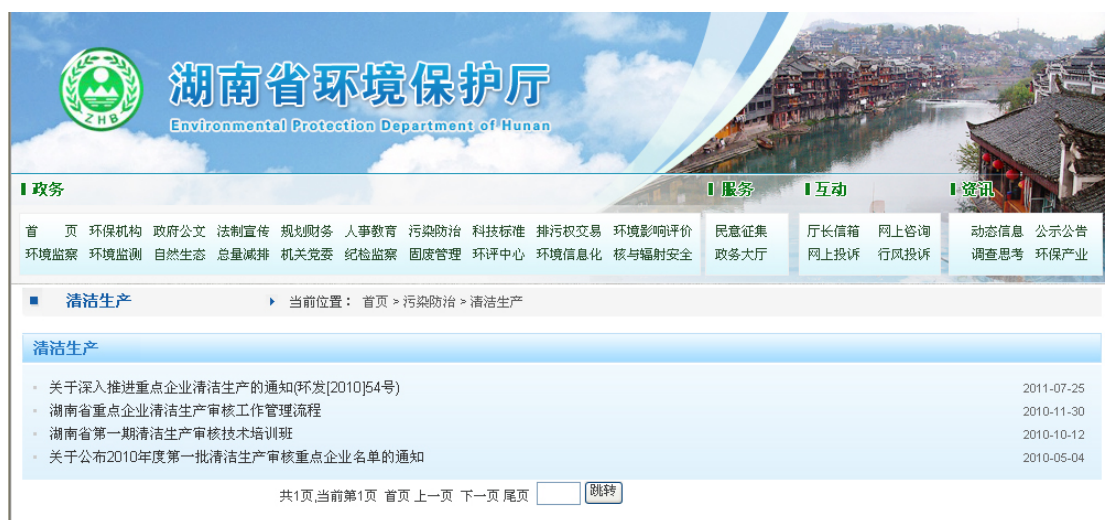 ZHB
湖南省环境保护厅
Environmental Protection Department of Hunan
政务 服务 互动 资讯
首 页 环保机构 政府公文 法制宣传 规划财务 人事教育 污染防治 科技标准 排污权交易 环境影响评价 民意征集 厅长信箱 网上咨询 动态信息 公示公告
环境监察 环境监测 自然生态 总量减排 机关党委 纪检监察 固废管理 环评中心 环境信息化 核与辐射安全 政务大厅 网上投诉 行风投诉 调查思考 环保产业
清洁生产 当前位置： 首页 > 污染防治 > 清洁生产
清洁生产
关于深入推进重点企业清洁生产的通知(环发[2010]54号) 2011-07-25
湖南省重点企业清洁生产审核工作管理流程 2010-11-30
湖南省第一期清洁生产审核技术培训班 2010-10-12
关于公布2010年度第一批清洁生产审核重点企业名单的通知 2010-05-04
共1页,当前第1页 首页 上一页 下一页 尾页 跳转